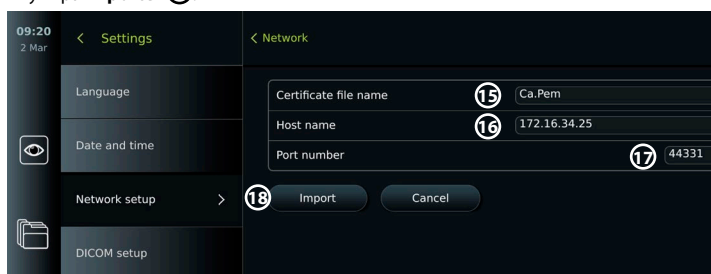 09:20
2 Mar
< Settings
< Network
Language
Date and time
Network setup >
DICOM setup
Certificate file name 15 Ca.Pem
Host name 16 172.16.34.25
Port number 17 44331
18 Import Cancel